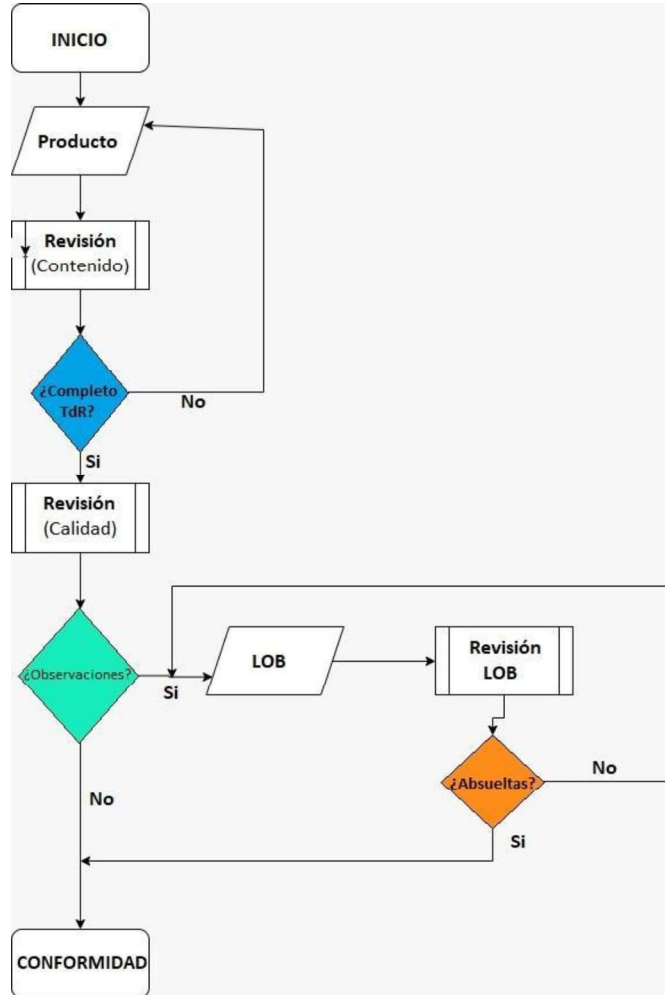 INICIO
Producto
Revisión
(Contenido)
¿Completo
TdR?
No
Si
Revisión
(Calidad)
¿Observaciones?
Si
LOB
Revisión
LOB
¿Absueltas?
No
No
Si
CONFORMIDAD